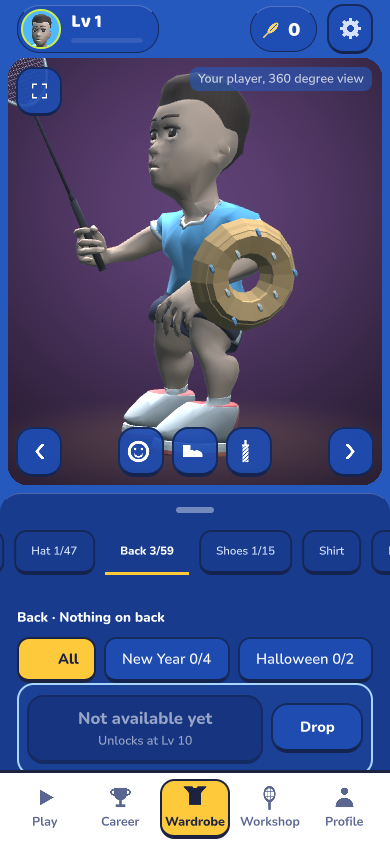 Lv 1
0
Your player, 360 degree view
Hat 1/47
Back 3/59
Shoes 1/15
Shirt
Back · Nothing on back
All
New Year 0/4
Halloween 0/2
Not available yet
Unlocks at Lv 10
Drop
Play
Career
Wardrobe
Workshop
Profile